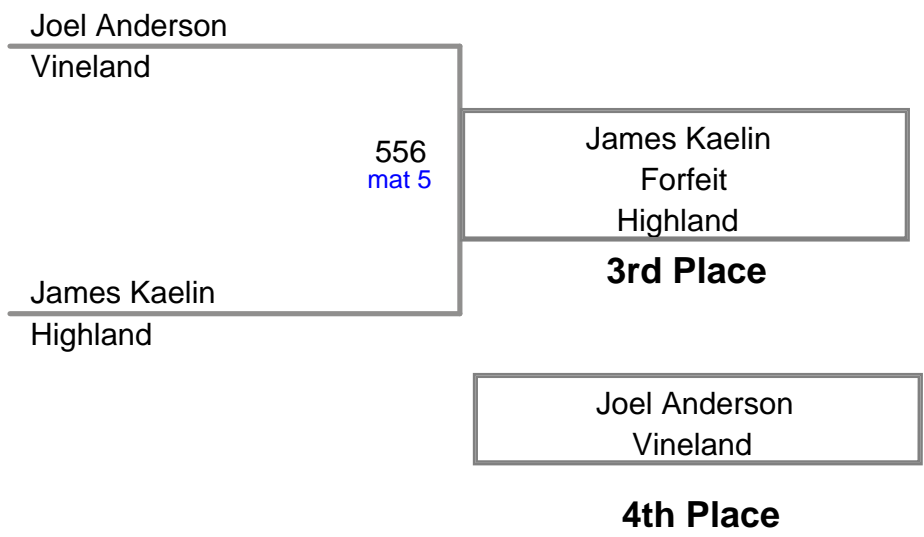 Joel Anderson
Vineland
556
mat 5
James Kaelin
Forfeit
Highland
3rd Place
James Kaelin
Highland
Joel Anderson
Vineland
4th Place